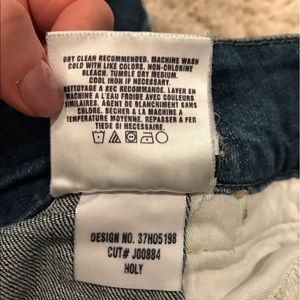 DRY CLEAN RECOMMENDED. MACHINE WASH
COLD WITH LIKE COLORS. NON-CHLORINE
BLEACH. TUMBLE DRY MEDIUM.
COOL IRON IF NECESSARY.
NETTOYAGE A SEC RECOMMANDE. LAVER EN
MACHINE A L'EAU FROIDE AVEC COULEURS
SIMILAIRES. AGENT DE BLANCHIMENT SANS
CHLORE. SECHER A LA MACHINE A
TEMPERATURE MOYENNE. REPASSER A FER
TIEDE SI NECESSAIRE.
DESIGN NO. 37HO5198
CUT# J00884
HOLY